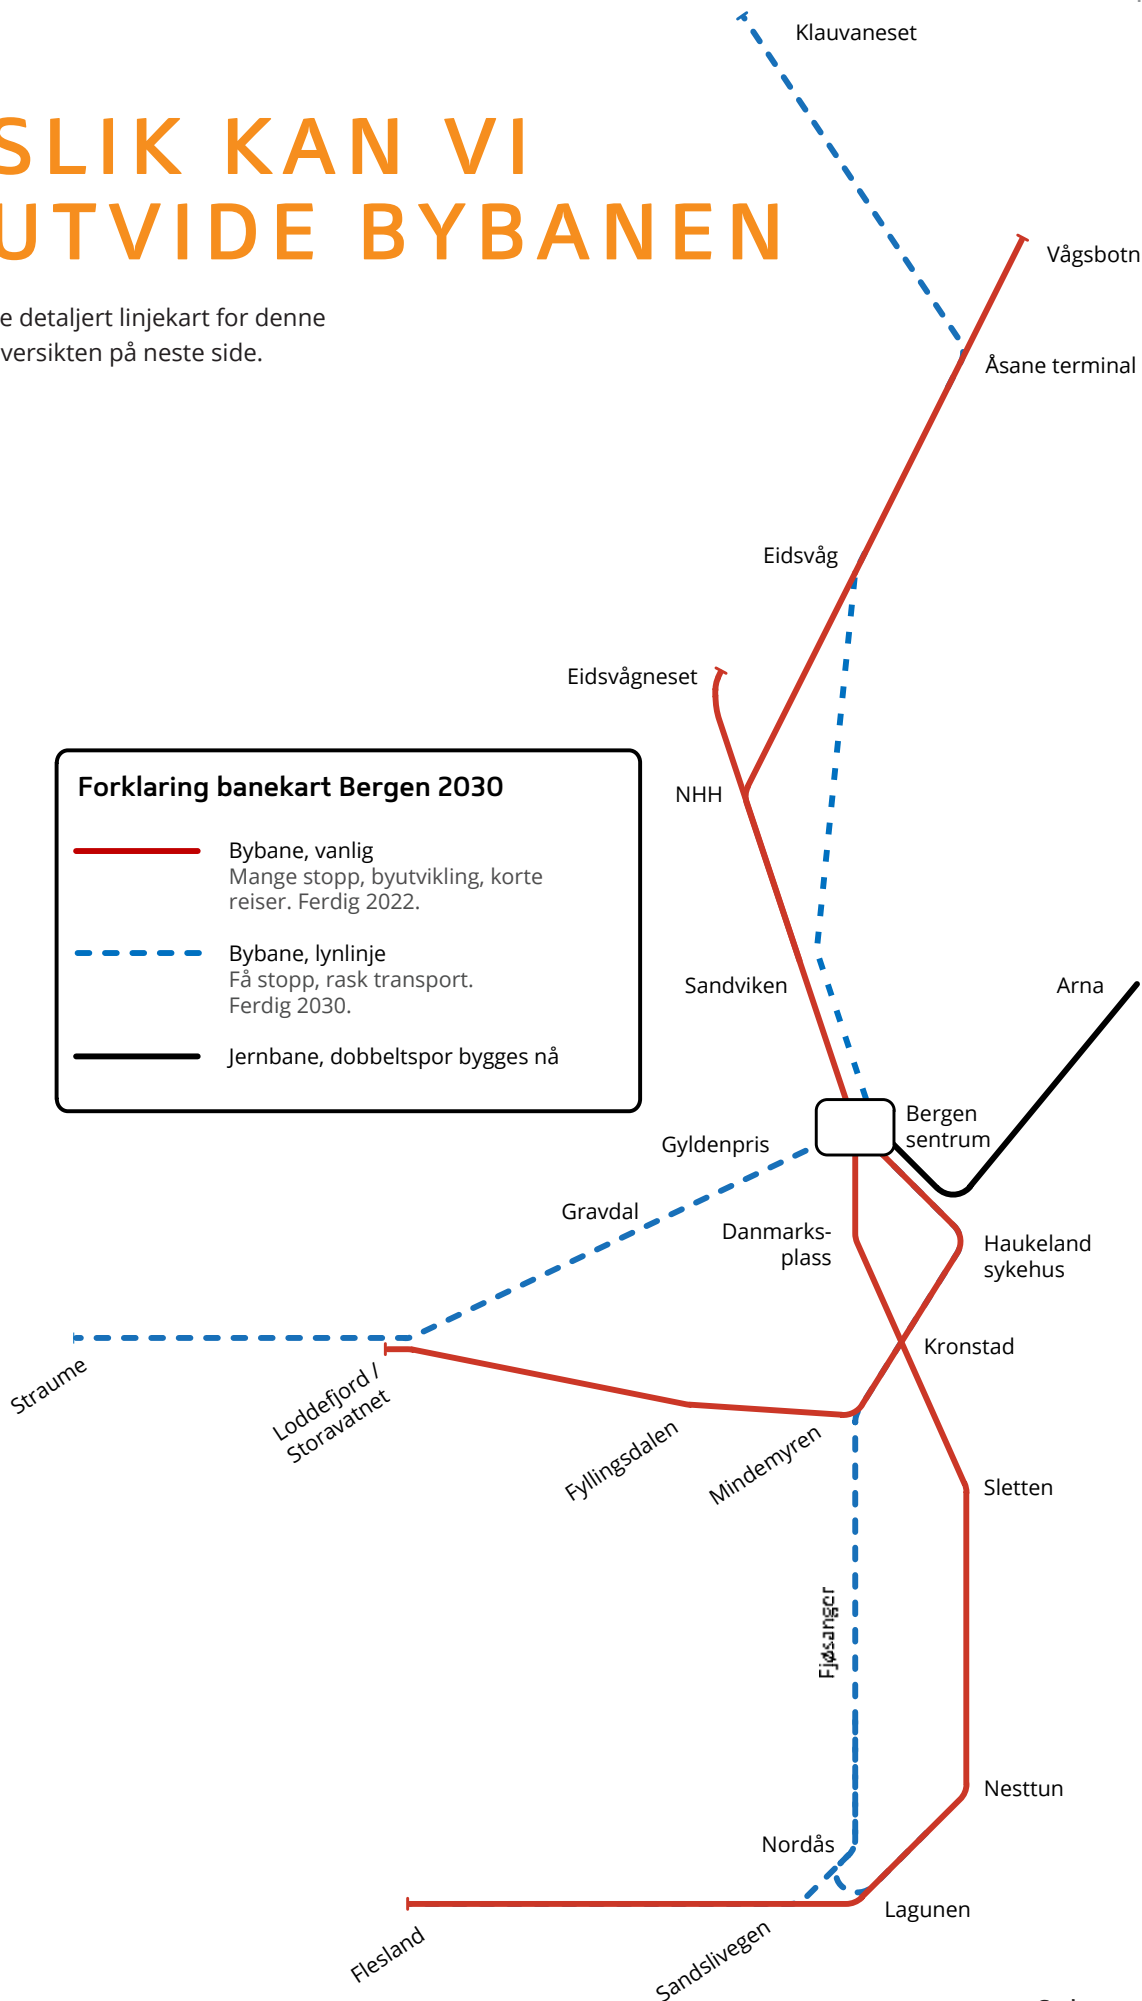 Klauvaneset
SLIK KAN VI
UTVIDE BYBANEN
Vågsbotn
e detaljert linjekart for denne
versikten på neste side.
Åsane terminal
Eidsvåg
Eidsvågneset
NHH
Forklaring banekart Bergen 2030
Bybane, vanlig
Mange stopp, byutvikling, korte
reiser. Ferdig 2022.
Bybane, lynlinje
Få stopp, rask transport.
Ferdig 2030.
Jernbane, dobbeltspor bygges nå
Sandviken
Arna
Bergen
sentrum
Gyldenpris
Gravdal
Danmarks-
plass
Haukeland
sykehus
Kronstad
Straume
Loddefjord /
Storavatnet
Fyllingsdalen
Mindemyren
Sletten
Fjøsanger
Nesttun
Nordås
Lagunen
Flesland
Sandslivegen